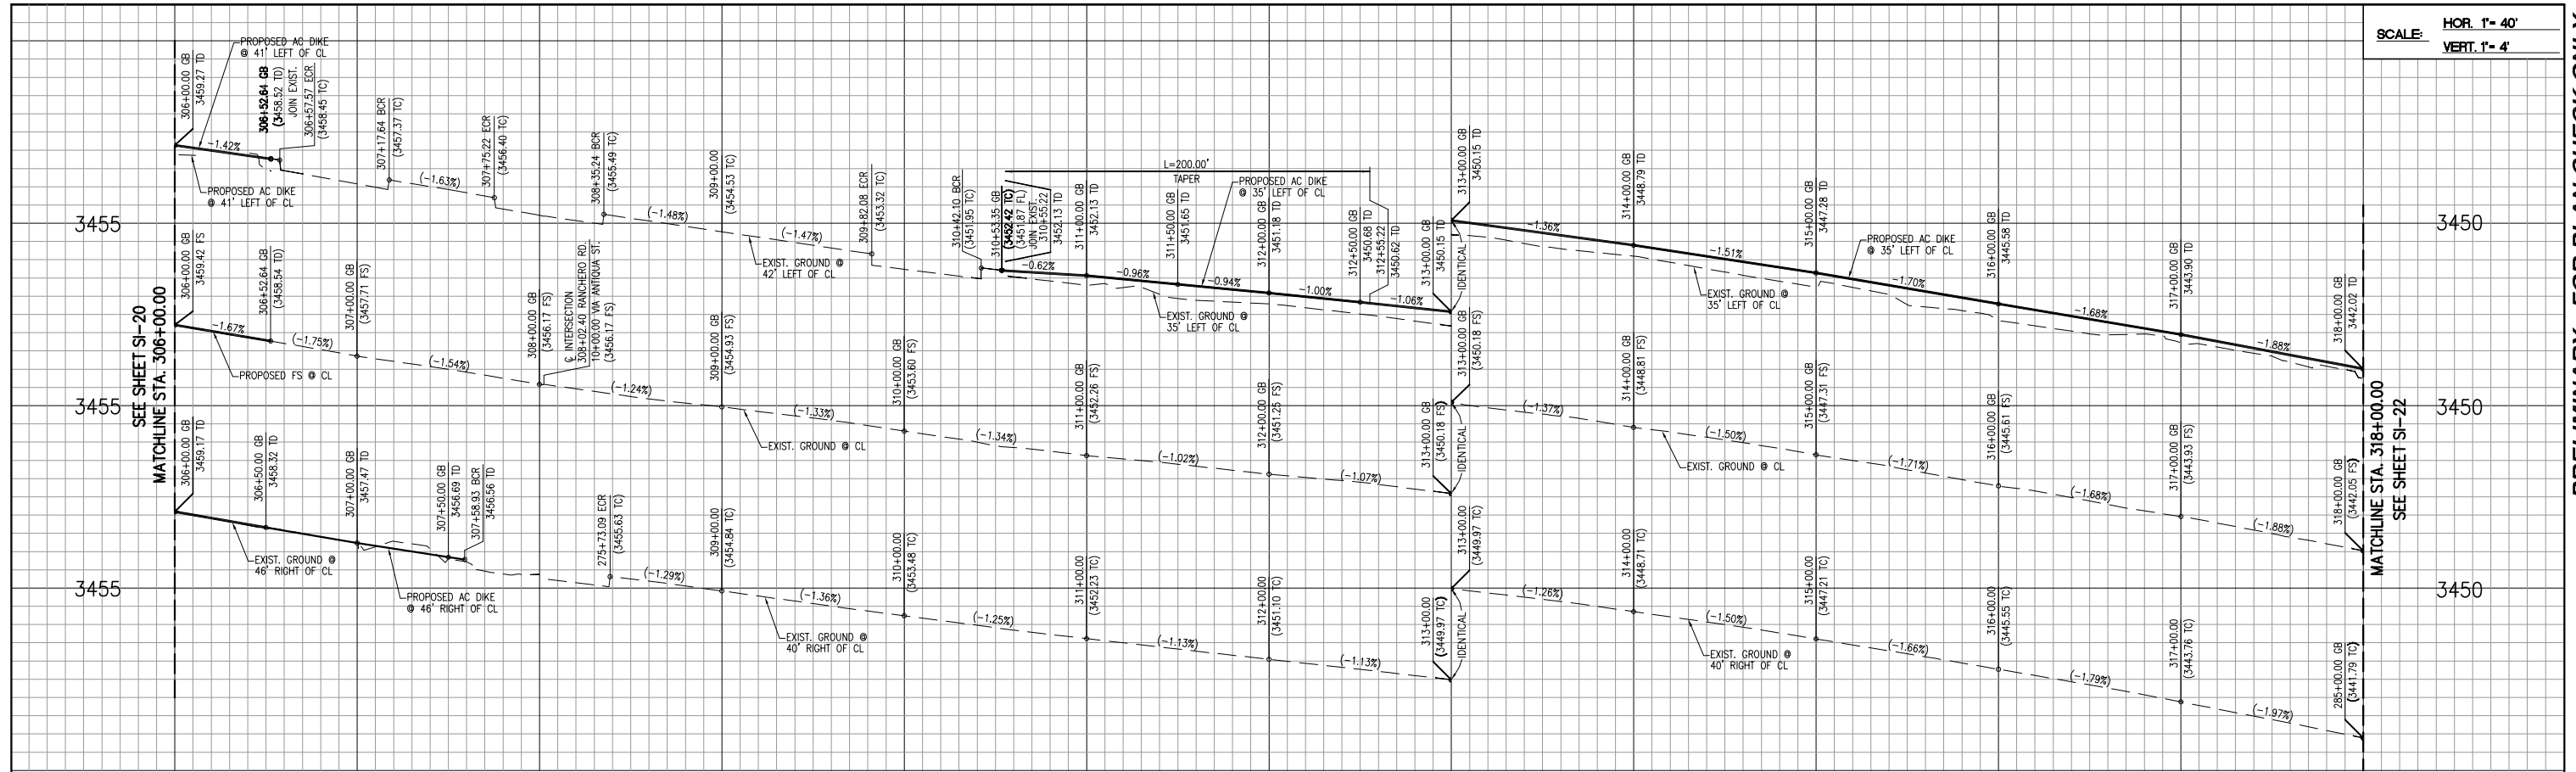 SCALE:
HOR. 1"= 40'
VERT. 1"= 4'
SEE SHEET SI-20
MATCHLINE STA. 306+00.00
3455
3455
3455
306+00.00 GB
3459.27 TD
PROPOSED AC DIKE
@ 41' LEFT OF CL
306+52.64 GB
(3458.52 TD)
JOIN EXIST.
306+57.57 ECR
(3458.45 TC)
-1.42%
PROPOSED AC DIKE
@ 41' LEFT OF CL
307+17.64 BCR
(3457.37 TC)
(-1.63%)
307+75.22 ECR
(3456.40 TC)
308+35.24 BCR
(3455.49 TC)
(-1.48%)
309+00.00
(3454.53 TC)
(-1.47%)
EXIST. GROUND @
42' LEFT OF CL
309+82.08 ECR
(3453.32 TC)
310+42.10 BCR
(3451.95 TC)
310+53.35 GB
(3452.42 TC)
(3451.87 FL)
JOIN EXIST.
310+55.22
3452.13 TD
311+00.00 GB
3452.13 TD
L=200.00'
TAPER
-0.62%
-0.96%
311+50.00 GB
3451.65 TD
PROPOSED AC DIKE
@ 35' LEFT OF CL
-0.94%
312+00.00 GB
3451.18 TD
-1.00%
312+50.00 GB
3450.68 TD
312+55.22
3450.62 TD
-1.06%
EXIST. GROUND @
35' LEFT OF CL
313+00.00 GB
3450.15 TD
IDENTICAL
313+00.00 GB
3450.15 TD
-1.36%
314+00.00 GB
3448.79 TD
-1.51%
EXIST. GROUND @
35' LEFT OF CL
315+00.00 GB
3447.28 TD
PROPOSED AC DIKE
@ 35' LEFT OF CL
-1.70%
316+00.00 GB
3445.58 TD
-1.68%
317+00.00 GB
3443.90 TD
-1.88%
318+00.00 GB
3442.02 TD
306+00.00 GB
3459.42 FS
-1.67%
PROPOSED FS @ CL
306+52.64 GB
(3458.54 TD)
(-1.75%)
307+00.00 GB
(3457.71 FS)
(-1.54%)
308+00.00 GB
(3456.17 FS)
℄ INTERSECTION
308+02.40 RANCHERO RD.
10+00.00 VIA ANTIQUA ST.
(3456.17 FS)
(-1.24%)
309+00.00 GB
(3454.93 FS)
EXIST. GROUND @ CL
(-1.33%)
310+00.00 GB
(3453.60 FS)
(-1.34%)
311+00.00 GB
(3452.26 FS)
(-1.02%)
312+00.00 GB
(3451.25 FS)
(-1.07%)
313+00.00 GB
(3450.18 FS)
IDENTICAL
313+00.00 GB
(3450.18 FS)
(-1.37%)
314+00.00 GB
(3448.81 FS)
EXIST. GROUND @ CL
(-1.50%)
315+00.00 GB
(3447.31 FS)
(-1.71%)
316+00.00 GB
(3445.61 FS)
(-1.68%)
317+00.00 GB
(3443.93 FS)
(-1.88%)
318+00.00 GB
(3442.05 FS)
306+00.00 GB
3459.17 TD
306+50.00 GB
3458.32 TD
EXIST. GROUND @
46' RIGHT OF CL
307+00.00 GB
3457.47 TD
PROPOSED AC DIKE
@ 46' RIGHT OF CL
307+50.00 GB
3456.69 TD
307+58.93 BCR
3456.56 TD
275+73.09 ECR
(3455.63 TC)
(-1.29%)
309+00.00
(3454.84 TC)
(-1.36%)
EXIST. GROUND @
40' RIGHT OF CL
310+00.00
(3453.48 TC)
(-1.25%)
311+00.00
(3452.23 TC)
(-1.13%)
312+00.00
(3451.10 TC)
(-1.13%)
313+00.00
(3449.97 TC)
IDENTICAL
313+00.00
(3449.97 TC)
(-1.26%)
314+00.00
(3448.71 TC)
(-1.50%)
EXIST. GROUND @
40' RIGHT OF CL
315+00.00
(3447.21 TC)
(-1.66%)
316+00.00
(3445.55 TC)
(-1.79%)
317+00.00
(3443.76 TC)
(-1.97%)
285+00.00 GB
(3441.79 TC)
MATCHLINE STA. 318+00.00
SEE SHEET SI-22
3450
3450
3450